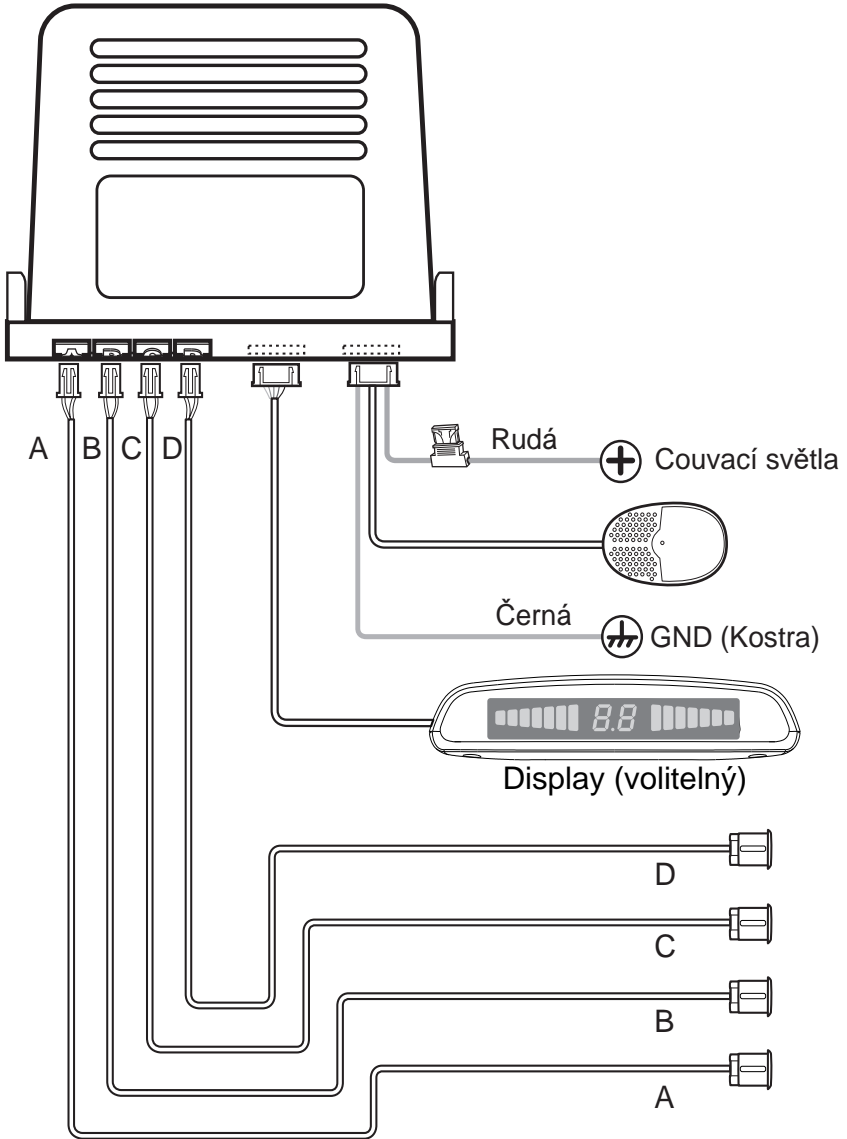 A B C D
A B C D
Rudá
Couvací světla
Černá
GND (Kostra)
8.8
Display (volitelný)
D
C
B
A